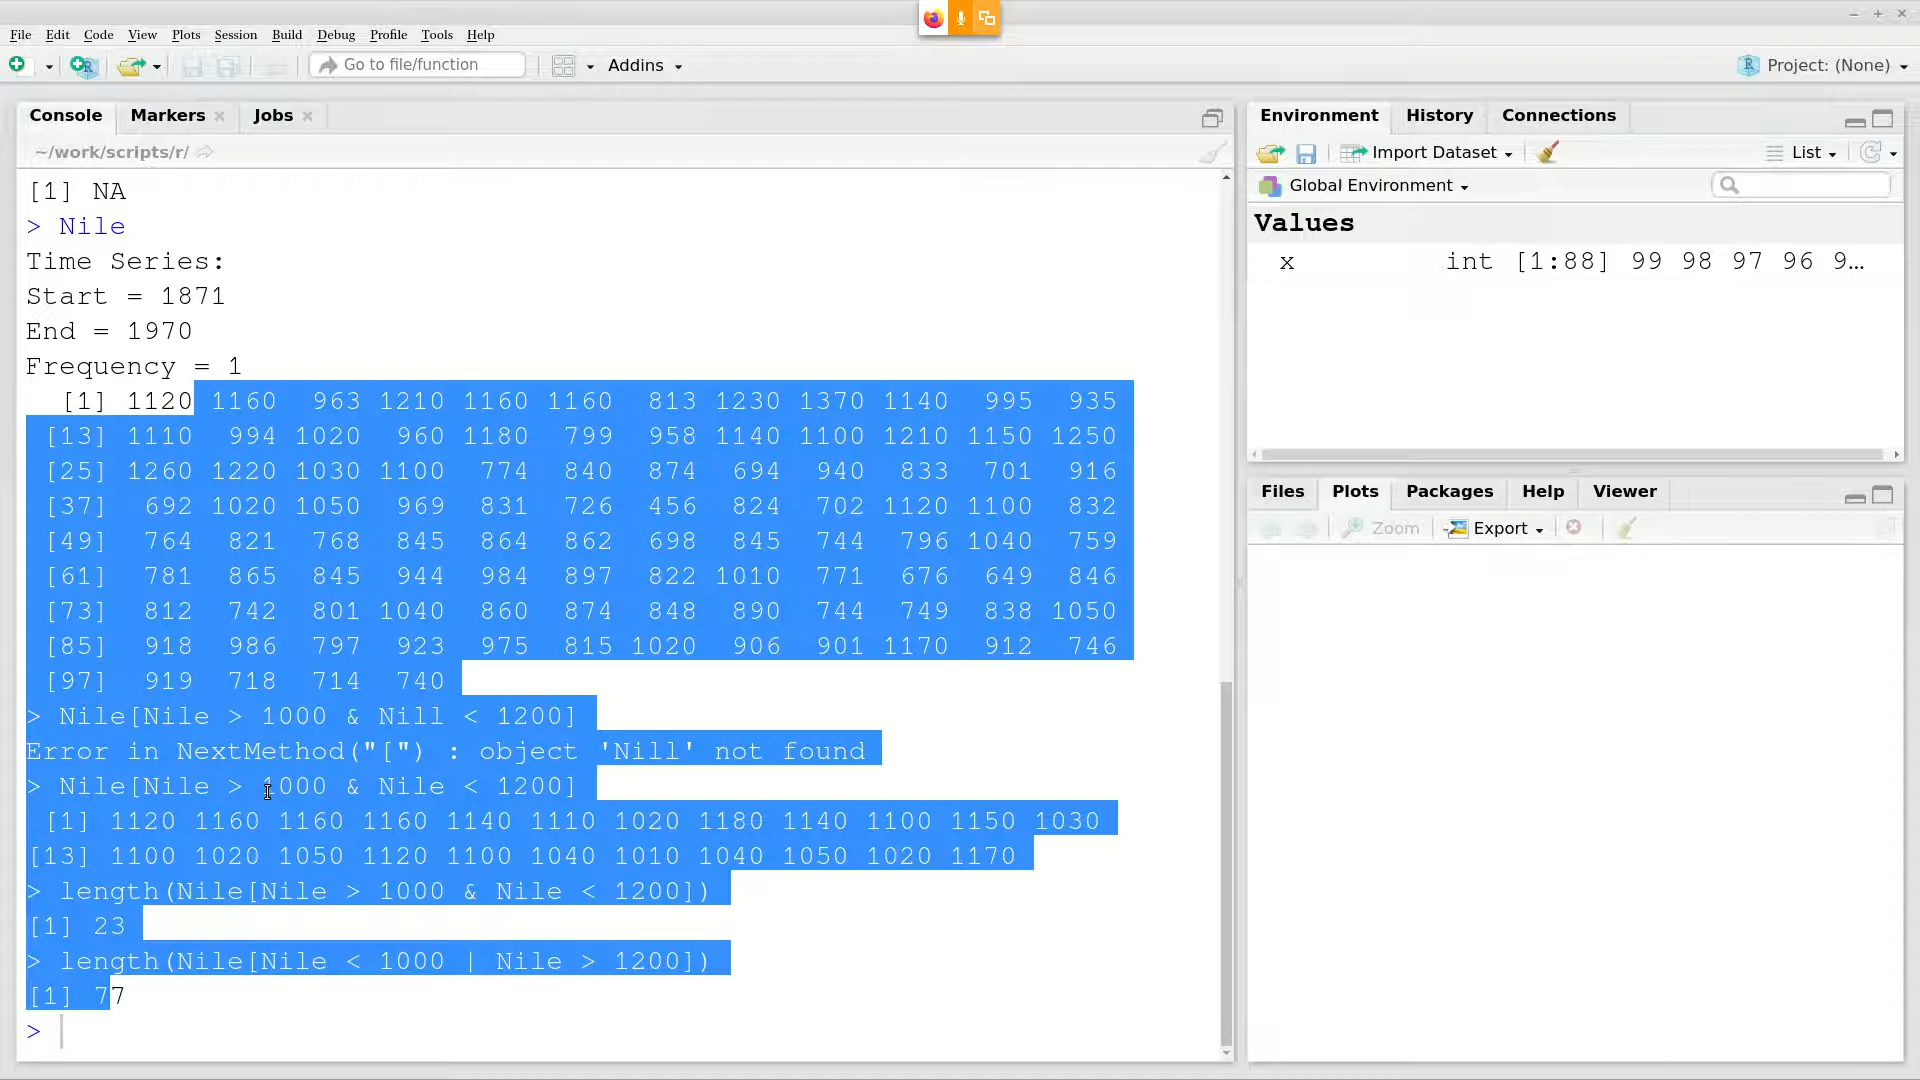 File Edit Code View Plots Session Build Debug Profile Tools Help
Go to file/function Addins Project: (None)
Console Markers Jobs
~/work/scripts/r/
[1] NA
> Nile
Time Series:
Start = 1871
End = 1970
Frequency = 1
[1] 1120 1160 963 1210 1160 1160 813 1230 1370 1140 995 935
[13] 1110 994 1020 960 1180 799 958 1140 1100 1210 1150 1250
[25] 1260 1220 1030 1100 774 840 874 694 940 833 701 916
[37] 692 1020 1050 969 831 726 456 824 702 1120 1100 832
[49] 764 821 768 845 864 862 698 845 744 796 1040 759
[61] 781 865 845 944 984 897 822 1010 771 676 649 846
[73] 812 742 801 1040 860 874 848 890 744 749 838 1050
[85] 918 986 797 923 975 815 1020 906 901 1170 912 746
[97] 919 718 714 740
> Nile[Nile > 1000 & Nill < 1200]
Error in NextMethod("[") : object 'Nill' not found
> Nile[Nile > 1000 & Nile < 1200]
[1] 1120 1160 1160 1160 1140 1110 1020 1180 1140 1100 1150 1030
[13] 1100 1020 1050 1120 1100 1040 1010 1040 1050 1020 1170
> length(Nile[Nile > 1000 & Nile < 1200])
[1] 23
> length(Nile[Nile < 1000 | Nile > 1200])
[1] 77
>
Environment History Connections
Import Dataset List
Global Environment
Values
x int [1:88] 99 98 97 96 9…
Files Plots Packages Help Viewer
Zoom Export